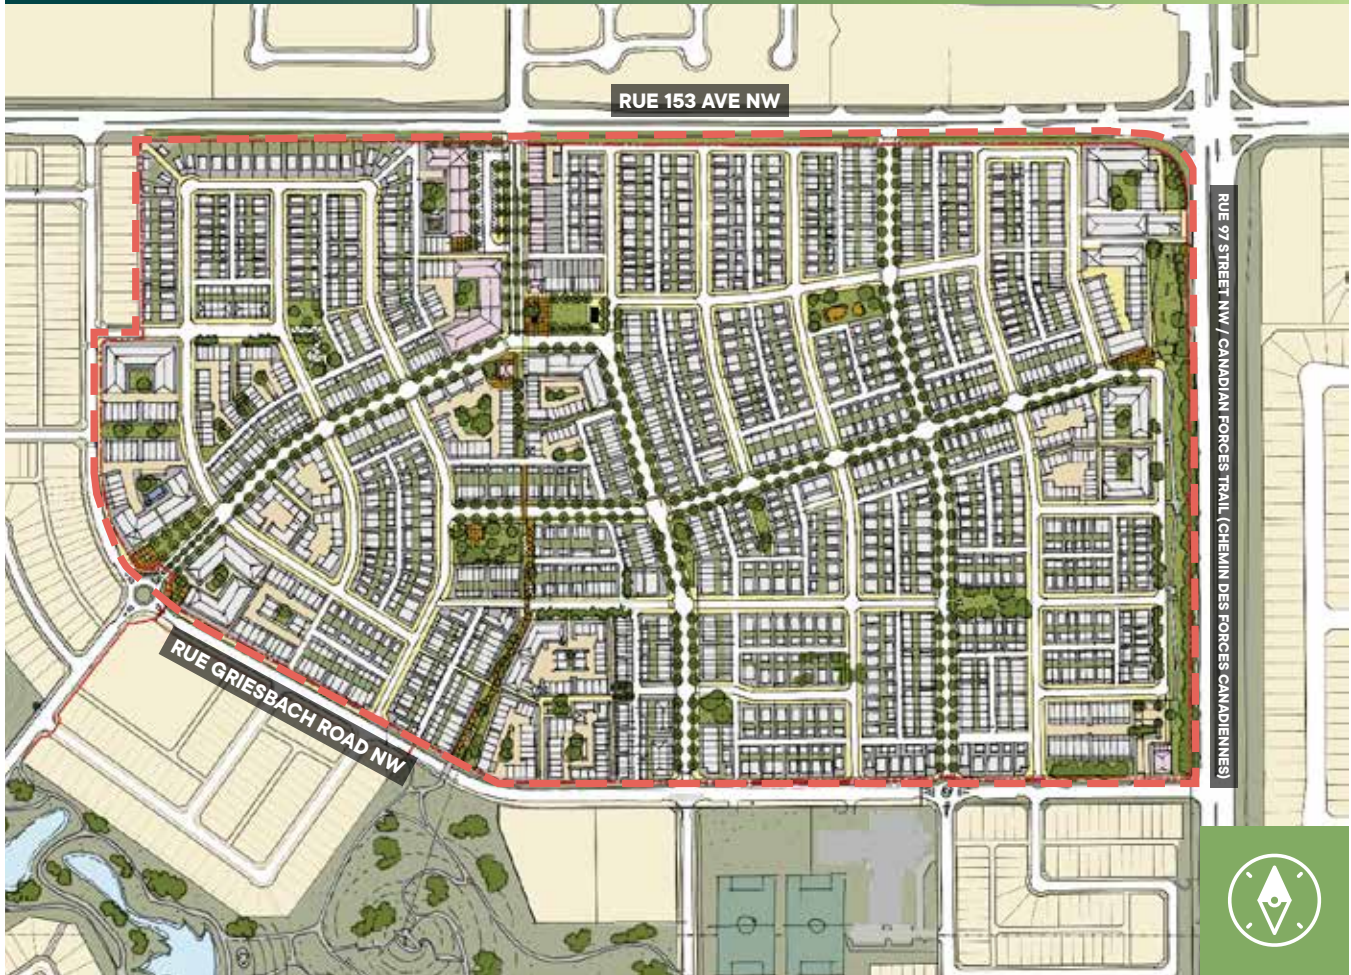 RUE 153 AVE NW
RUE 97 STREET NW / CANADIAN FORCES TRAIL (CHEMIN DES FORCES CANADIENNES)
RUE GRIESBACH ROAD NW